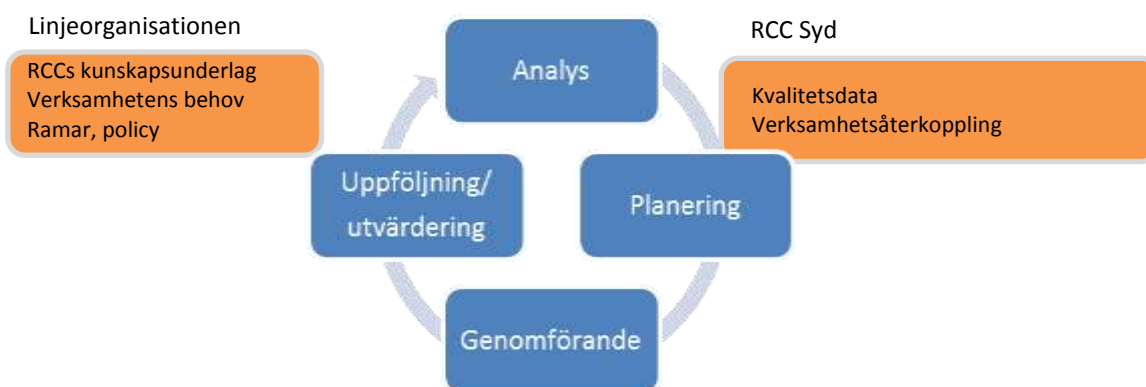 Linjeorganisationen
RCCs kunskapsunderlag
Verksamhetens behov
Ramar, policy
RCC Syd
Kvalitetsdata
Verksamhetsåterkoppling
Analys
Planering
Genomförande
Uppföljning/
utvärdering